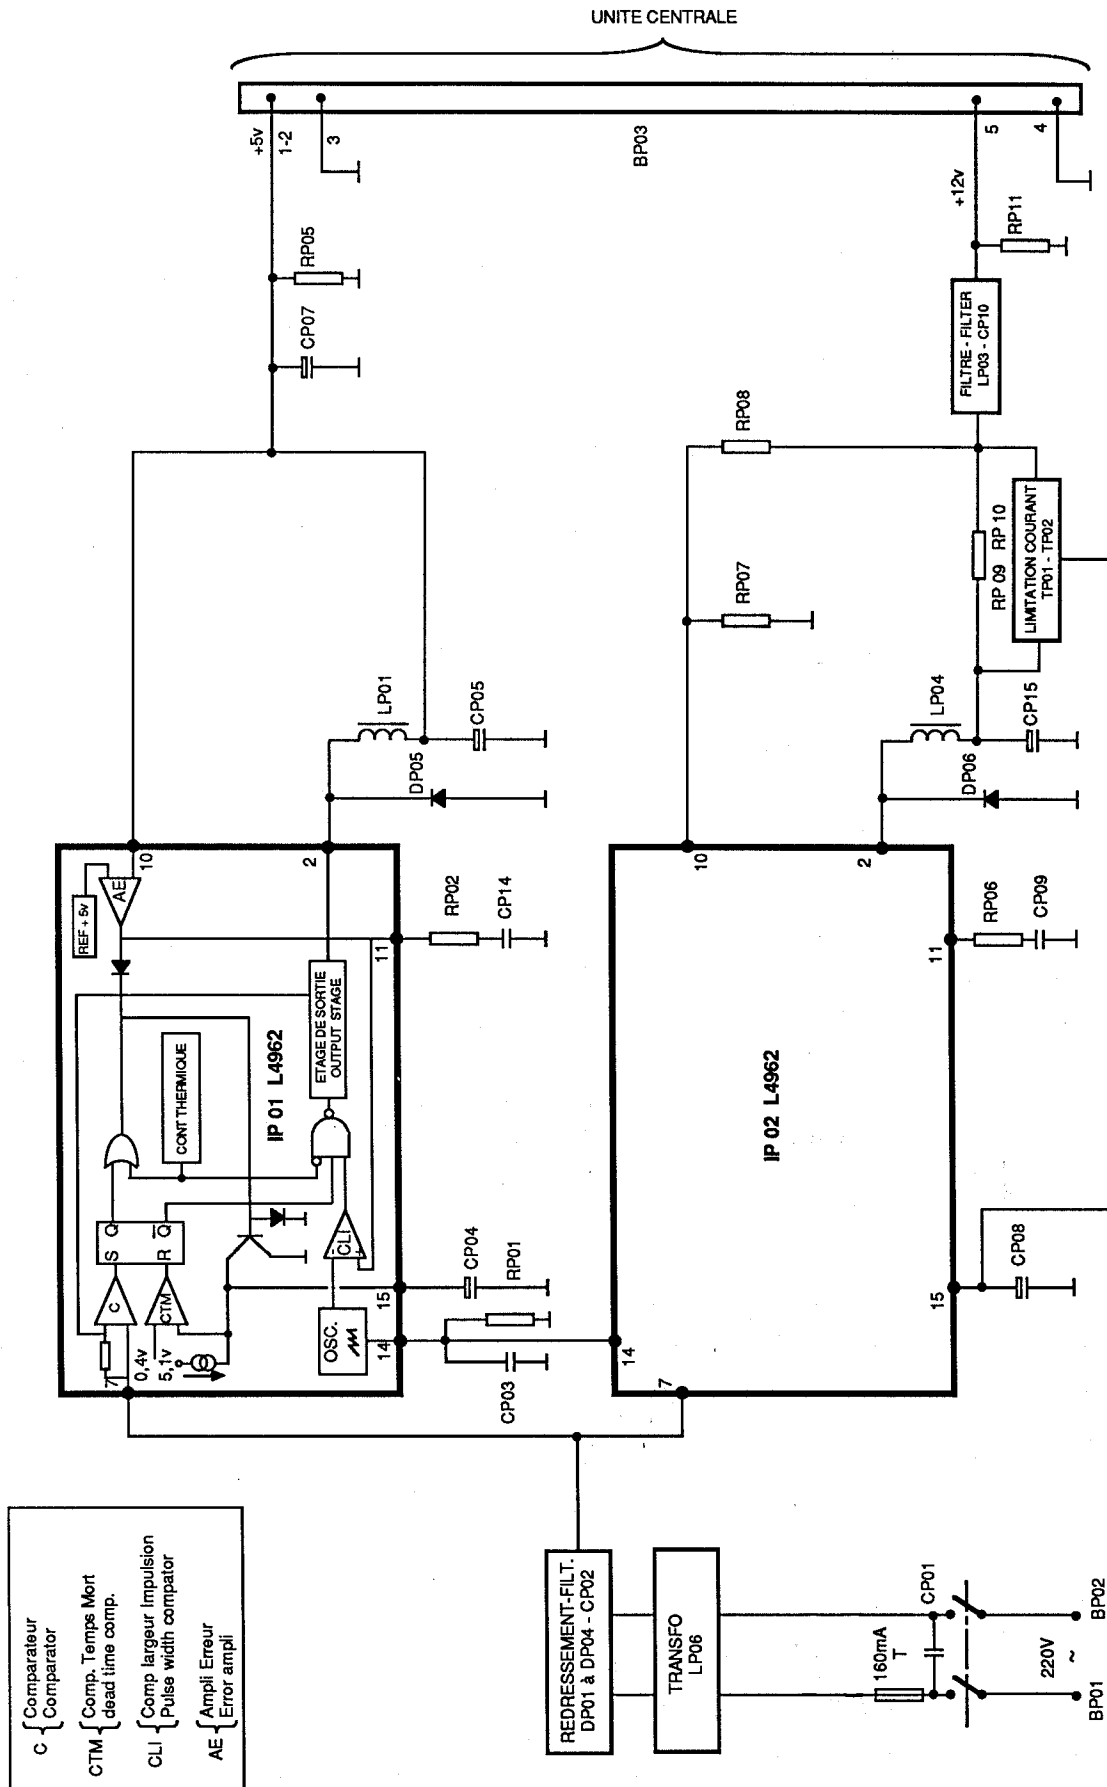 UNITE CENTRALE
+5v
1-2
3
BP03
+12v
5
4
RP05
CP07
RP11
FILTRE - FILTER
LP03 - CP10
RP08
RP07
RP 09 RP 10
LIMITATION COURANT
TP01 - TP02
LP01
CP05
DP05
LP04
CP15
DP06
10
2
11
15
14
7
REF + 5v
AE
CONT THERMIQUE
IP 01 L4962
ETAGE DE SORTIE
OUTPUT STAGE
S
Q
R
Q
C
CTM
CLI
-
+
0,4v
5,1v
OSC.
RP02
CP14
CP04
RP01
CP03
10
2
11
15
14
7
IP 02 L4962
RP06
CP09
CP08
REDRESSEMENT-FILT.
DP01 à DP04 - CP02
TRANSFO
LP06
160mA
T
CP01
220V
~
BP01
BP02
C { Comparateur
Comparator
CTM { Comp. Temps Mort
dead time comp.
CLI { Comp largeur Impulsion
Pulse width compator
AE { Ampli Erreur
Error ampli